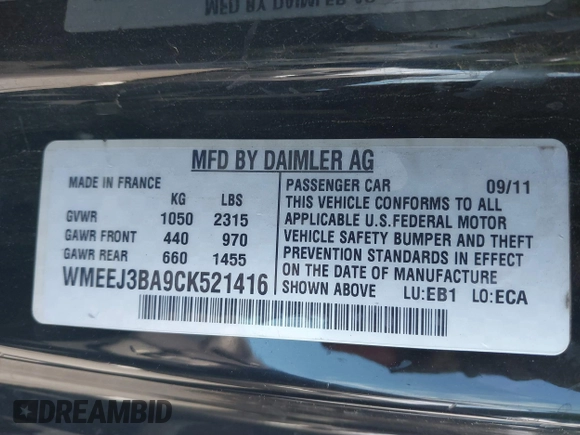 MFD BY DAIMLER AG
MADE IN FRANCE
KG LBS
GVWR 1050 2315
GAWR FRONT 440 970
GAWR REAR 660 1455
WMEEJ3BA9CK521416
PASSENGER CAR 09/11
THIS VEHICLE CONFORMS TO ALL
APPLICABLE U.S.FEDERAL MOTOR
VEHICLE SAFETY BUMPER AND THEFT
PREVENTION STANDARDS IN EFFECT
ON THE DATE OF MANUFACTURE
SHOWN ABOVE LU:EB1 LO:ECA
DREAMBID